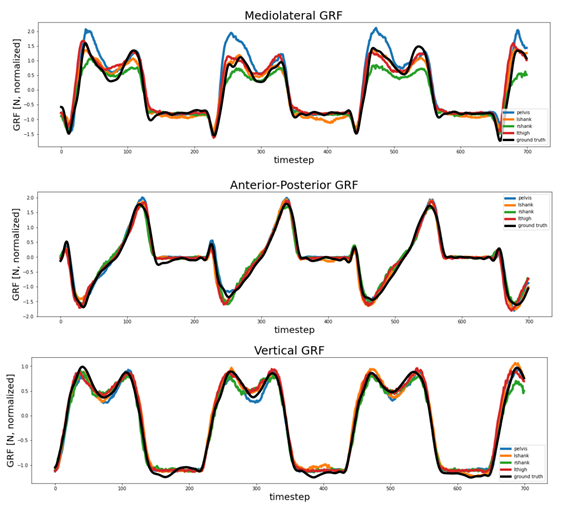 Mediolateral GRF
GRF [N, normalized]
2.0
1.5
1.0
0.5
0.0
−0.5
−1.0
−1.5
0
100
200
300
400
500
600
700
timestep
pelvis
lshank
rshank
lthigh
ground truth
Anterior-Posterior GRF
GRF [N, normalized]
2.0
1.5
1.0
0.5
0.0
−0.5
−1.0
−1.5
−2.0
0
100
200
300
400
500
600
700
timestep
pelvis
lshank
rshank
lthigh
ground truth
Vertical GRF
GRF [N, normalized]
1.0
0.5
0.0
−0.5
−1.0
0
100
200
300
400
500
600
700
timestep
pelvis
lshank
rshank
lthigh
ground truth